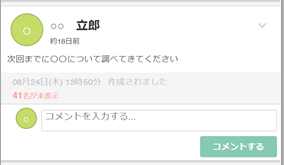 ○
○○ 立郎
約18日前
次回までに〇〇について調べてきてください
08月24日(木) 13時50分 作成されました
41名が未表示
○
コメントを入力する...
コメントする